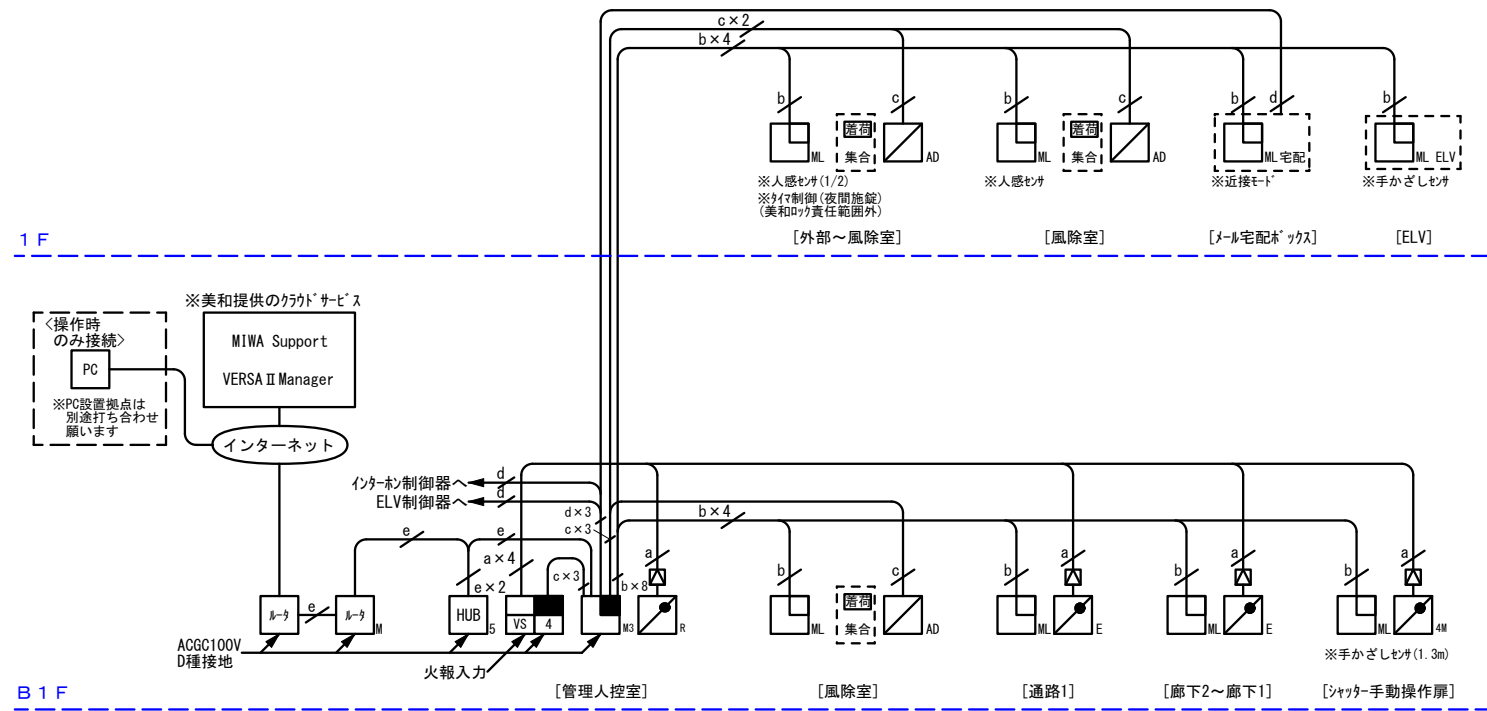 c×2
b×4
b
c
b
c
b
d
b
ML
着荷
集合
AD
ML
着荷
集合
AD
ML 宅配
ML ELV
※人感ｾﾝｻ(1/2)
※ﾀｲﾏ制御(夜間施錠)
(美和ﾛｯｸ責任範囲外)
※人感ｾﾝｻ
※近接ﾓｰﾄﾞ
※手かざしｾﾝｻ
[外部～風除室]
[風除室]
[ﾒｰﾙ宅配ﾎﾞｯｸｽ]
[ELV]
1F
※美和提供のｸﾗｳﾄﾞｻｰﾋﾞｽ
<操作時
のみ接続>
PC
※PC設置拠点は
別途打ち合わせ
願います
MIWA Support
VERSAⅡManager
インターネット
ｲﾝﾀｰﾎﾝ制御器へ
d
ELV制御器へ
d
d×3
c×3
b×4
e
e
a×4
e×2
c×3
b×8
a
b
c
b
a
b
a
b
a
ﾙｰﾀ
e
ﾙｰﾀ
M
HUB
5
VS
4
M3
R
ML
着荷
集合
AD
ML
E
ML
E
ML
4M
ACGC100V
D種接地
火報入力
※手かざしｾﾝｻ(1.3m)
[管理人控室]
[風除室]
[通路1]
[廊下2～廊下1]
[ｼｬｯﾀｰ手動操作扉]
B1F